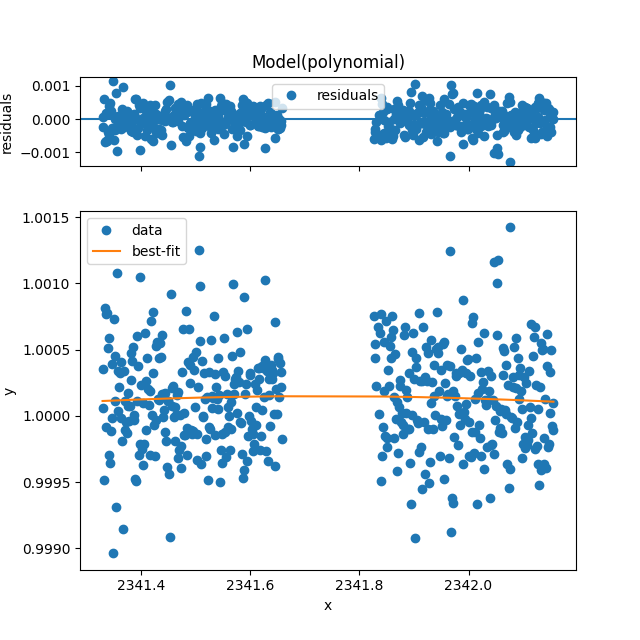 Model(polynomial)
residuals
0.001
0.000
−0.001
residuals
data
best-fit
y
1.0015
1.0010
1.0005
1.0000
0.9995
0.9990
2341.4 2341.6 2341.8 2342.0
x